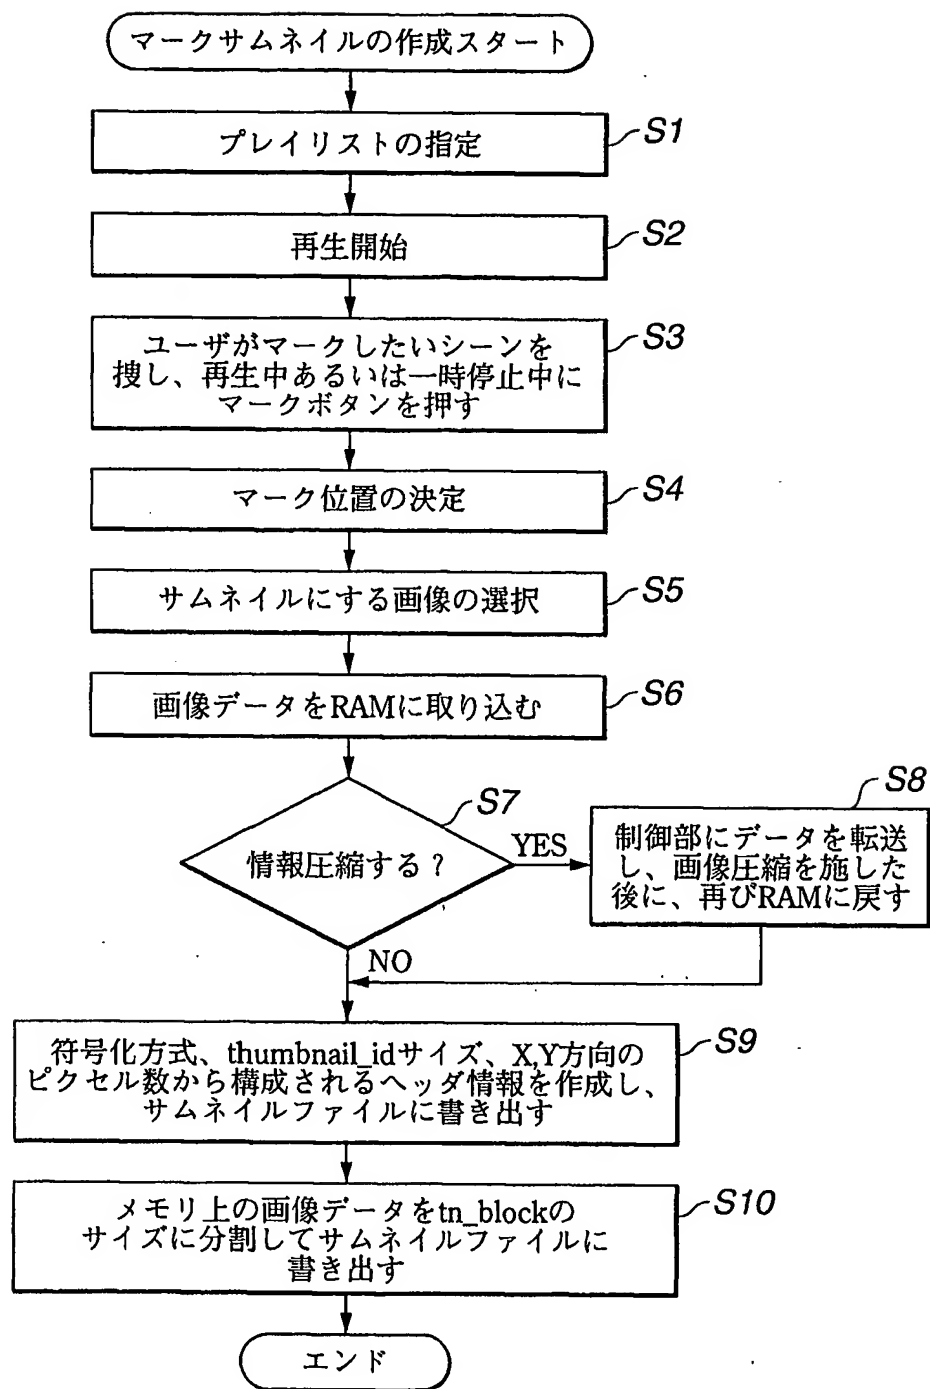 マークサムネイルの作成スタート
プレイリストの指定
S1
再生開始
S2
ユーザがマークしたいシーンを
捜し、再生中あるいは一時停止中に
マークボタンを押す
S3
マーク位置の決定
S4
サムネイルにする画像の選択
S5
画像データをRAMに取り込む
S6
情報圧縮する？
S7
YES
制御部にデータを転送
し、画像圧縮を施した
後に、再びRAMに戻す
S8
NO
符号化方式、thumbnail_idサイズ、X,Y方向の
ピクセル数から構成されるヘッダ情報を作成し、
サムネイルファイルに書き出す
S9
メモリ上の画像データをtn_blockの
サイズに分割してサムネイルファイルに
書き出す
S10
エンド